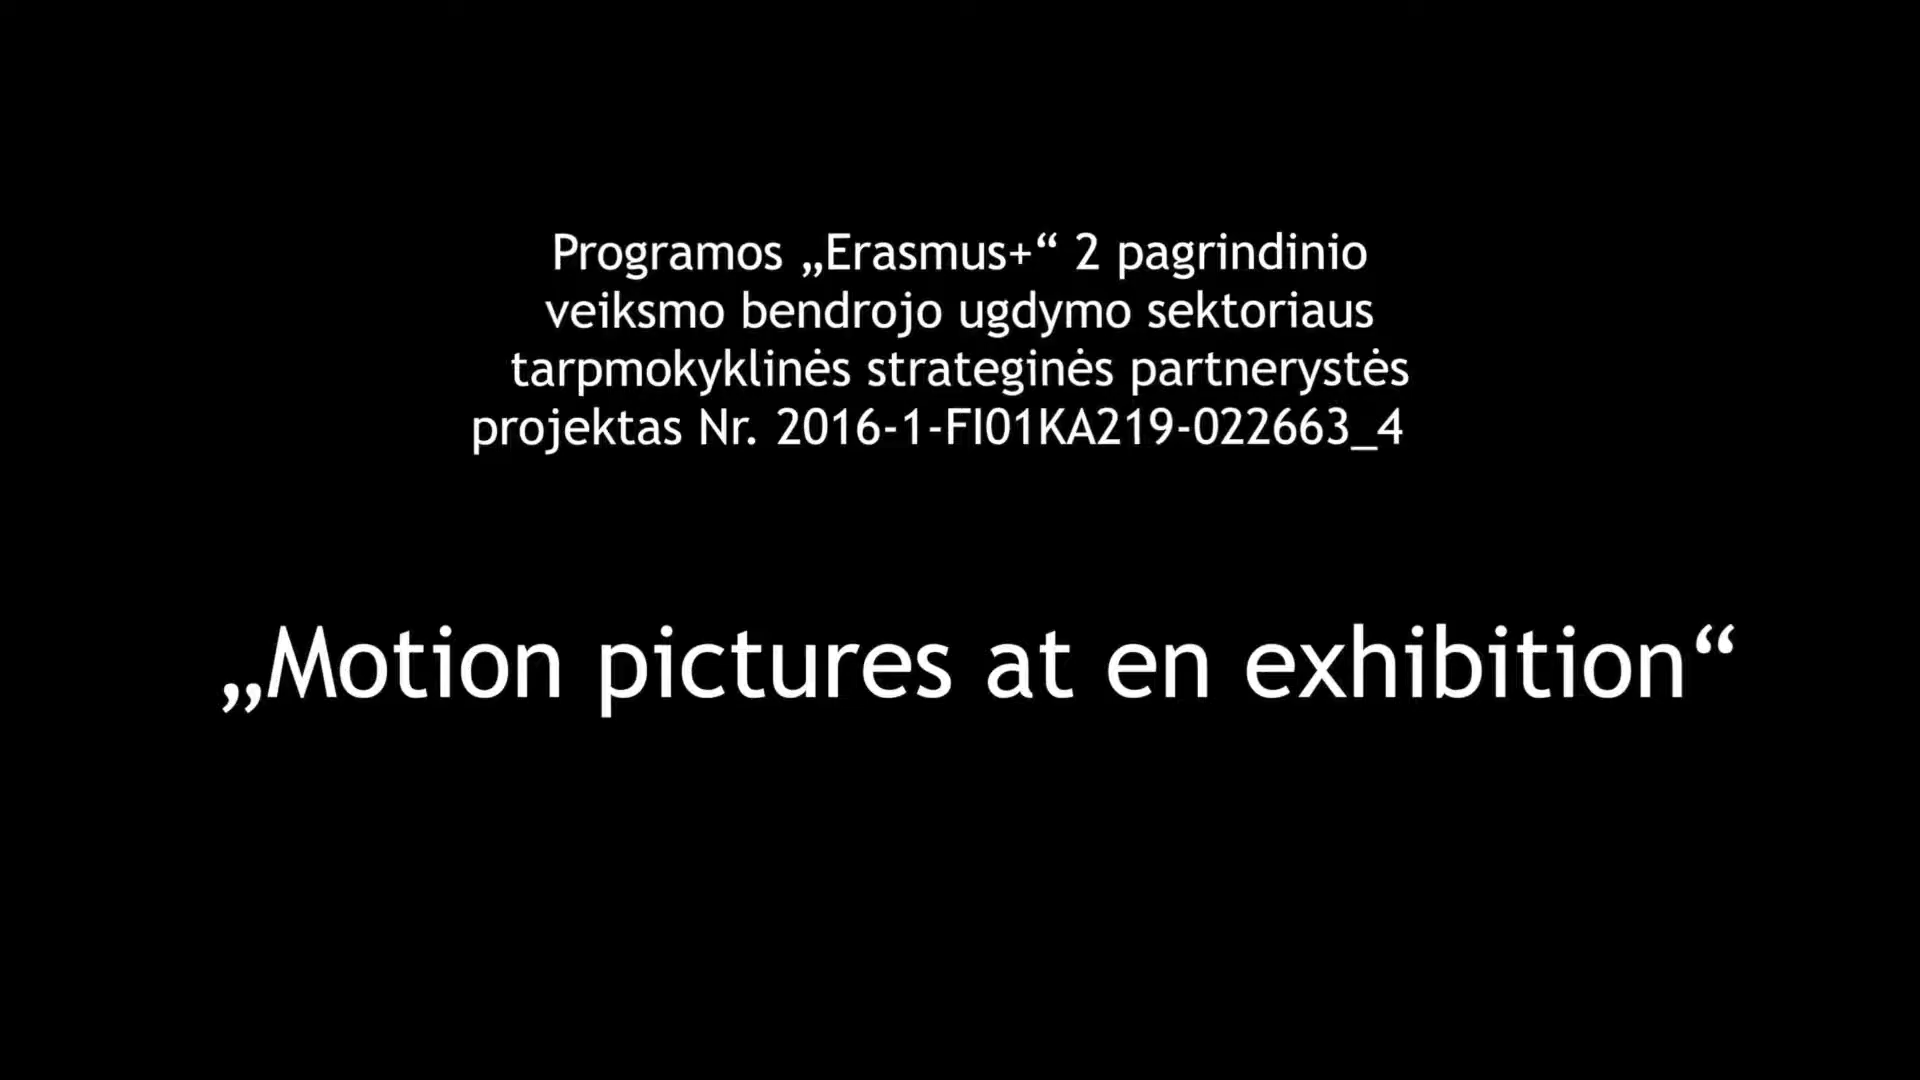 Programos „Erasmus+“ 2 pagrindinio
veiksmo bendrojo ugdymo sektoriaus
tarpmokyklinės strateginės partnerystės
projektas Nr. 2016-1-FI01KA219-022663_4
„Motion pictures at en exhibition“